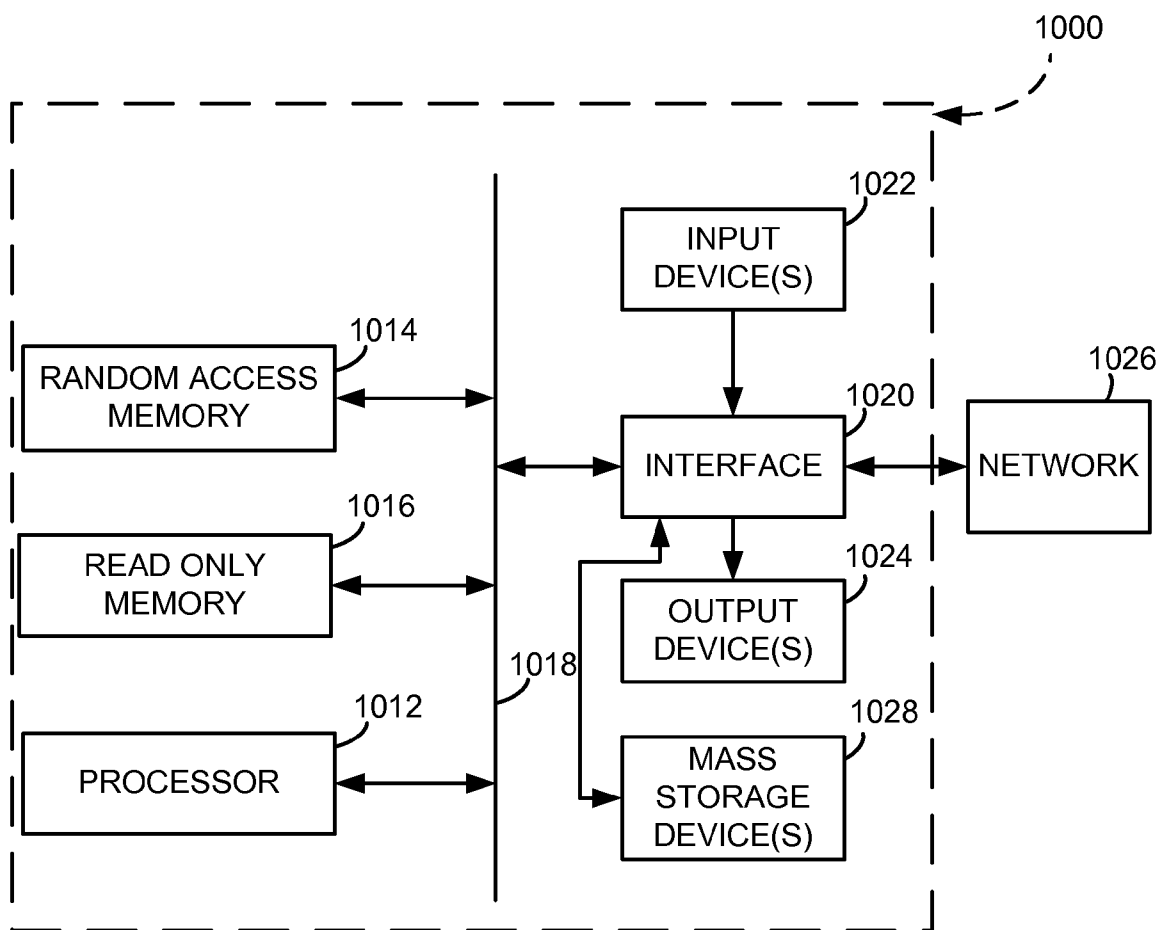 1000
1022
INPUT
DEVICE(S)
1014
RANDOM ACCESS
MEMORY
1020
INTERFACE
1026
NETWORK
1016
READ ONLY
MEMORY
1024
OUTPUT
DEVICE(S)
1018
1012
PROCESSOR
1028
MASS
STORAGE
DEVICE(S)